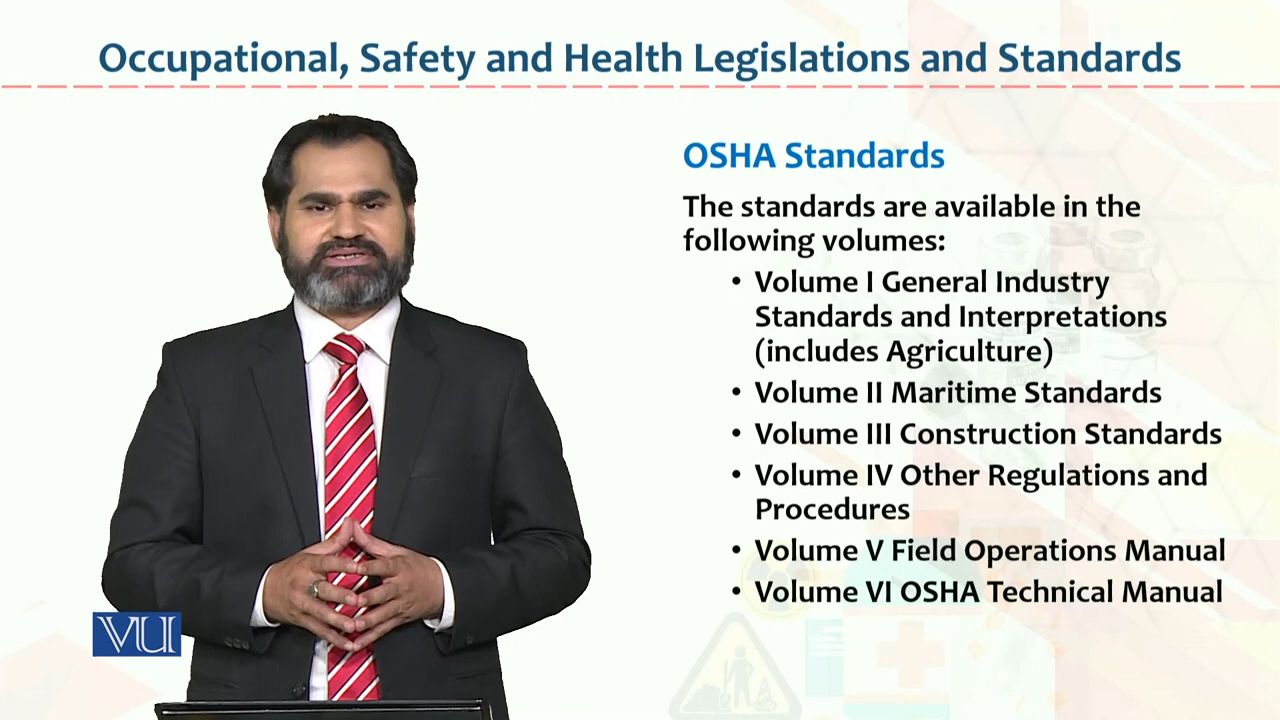 Occupational, Safety and Health Legislations and Standards
OSHA Standards
The standards are available in the
following volumes:
• Volume I General Industry
Standards and Interpretations
(includes Agriculture)
• Volume II Maritime Standards
• Volume III Construction Standards
• Volume IV Other Regulations and
Procedures
• Volume V Field Operations Manual
• Volume VI OSHA Technical Manual
VU